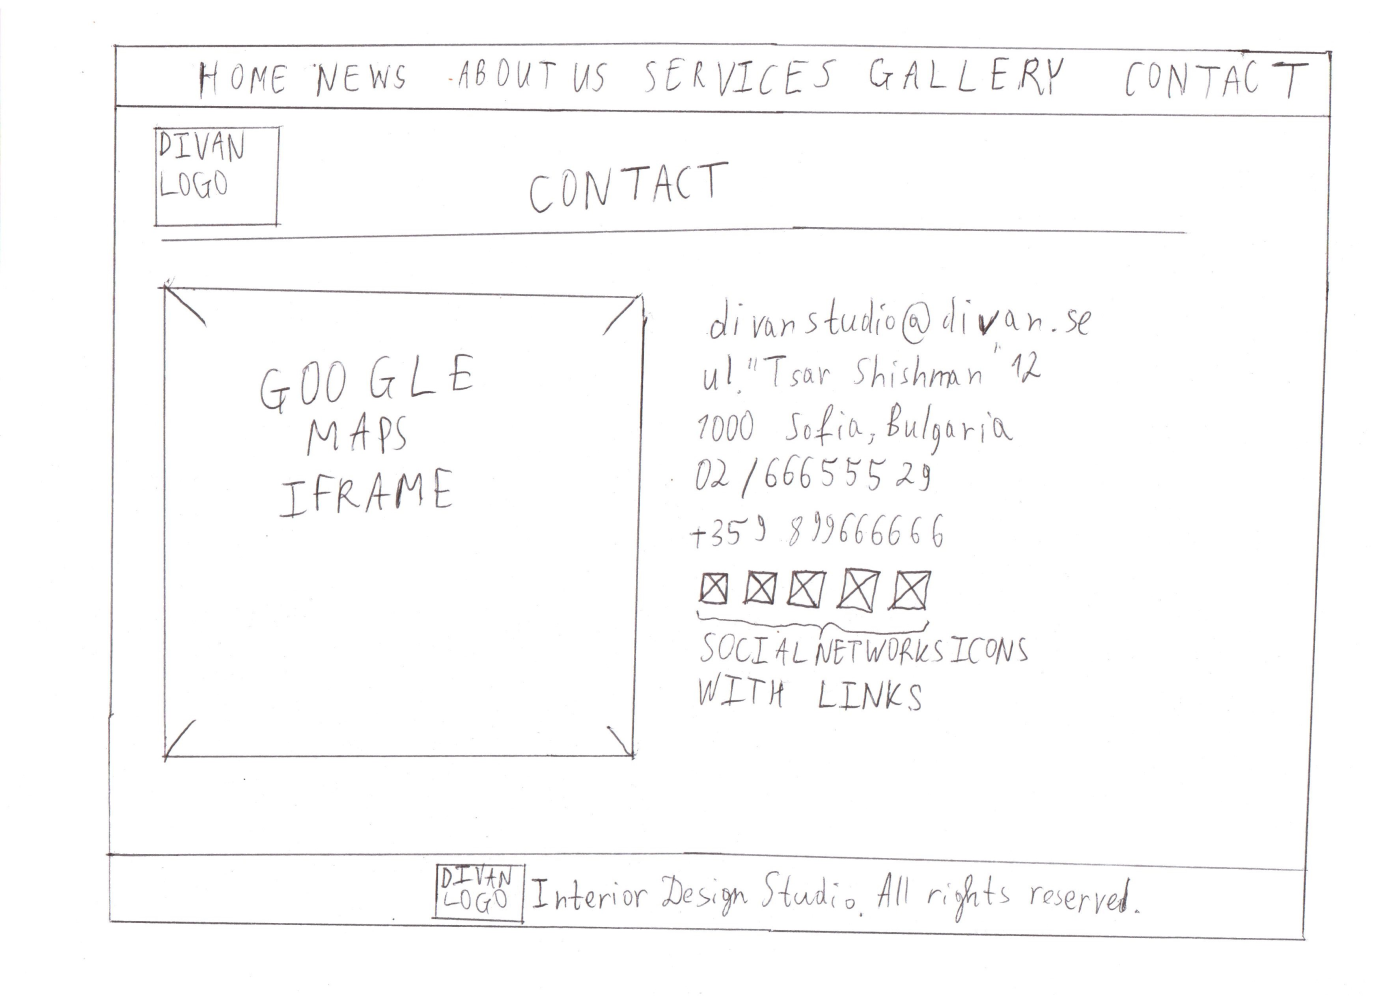 HOME NEWS ABOUT US SERVICES GALLERY CONTACT
DIVAN
LOGO
CONTACT
GOOGLE
MAPS
IFRAME
divanstudio@divan.se
ul. "Tsar Shishman" 12
1000 Sofia, Bulgaria
02/666555 29
+359 899666666
SOCIAL NETWORKS ICONS
WITH LINKS
DIVAN
LOGO
Interior Design Studio. All rights reserved.